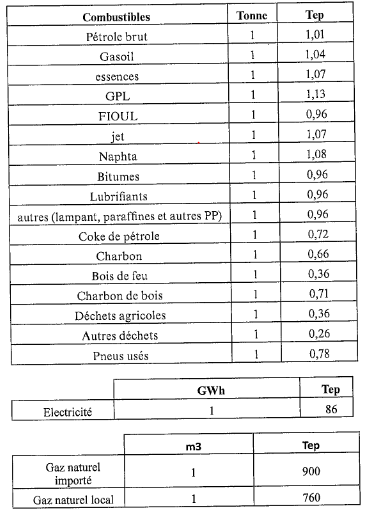 Combustibles Tonne Tep
Pétrole brut 1 1,01
Gasoil 1 1,04
essences 1 1,07
GPL 1 1,13
FIOUL 1 0,96
jet 1 1,07
Naphta 1 1,08
Bitumes 1 0,96
Lubrifiants 1 0,96
autres (lampant, paraffines et autres PP) 1 0,96
Coke de pétrole 1 0,72
Charbon 1 0,66
Bois de feu 1 0,36
Charbon de bois 1 0,71
Déchets agricoles 1 0,36
Autres déchets 1 0,26
Pneus usés 1 0,78
GWh Tep
Electricité 1 86
m3 Tep
Gaz naturel
importé 1 900
Gaz naturel local 1 760